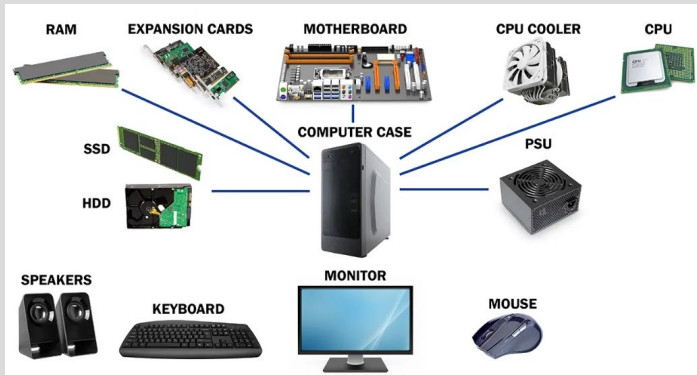 RAM
EXPANSION CARDS
MOTHERBOARD
CPU COOLER
CPU
COMPUTER CASE
SSD
PSU
HDD
SPEAKERS
KEYBOARD
MONITOR
MOUSE